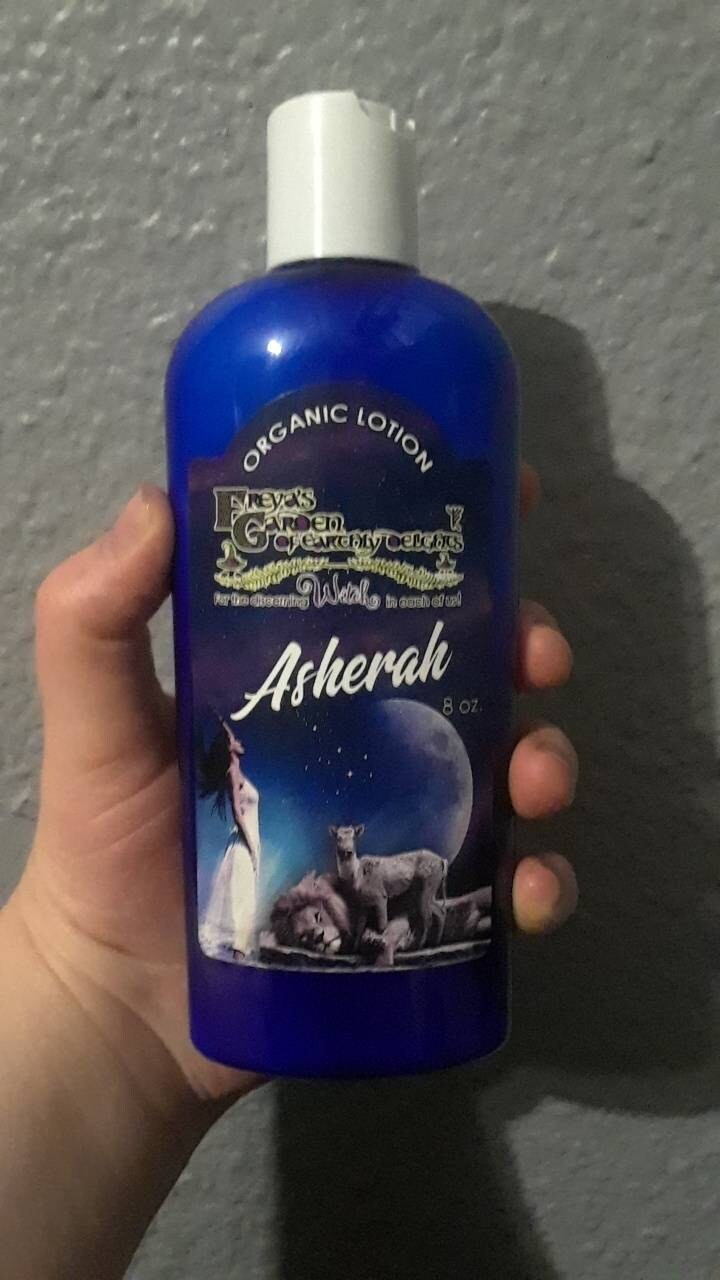 ORGANIC LOTION
FREYA'S
GARDEN
OF EARTHLY DELIGHTS
For the discerning Witch in each of us!
Asherah
8 oz.